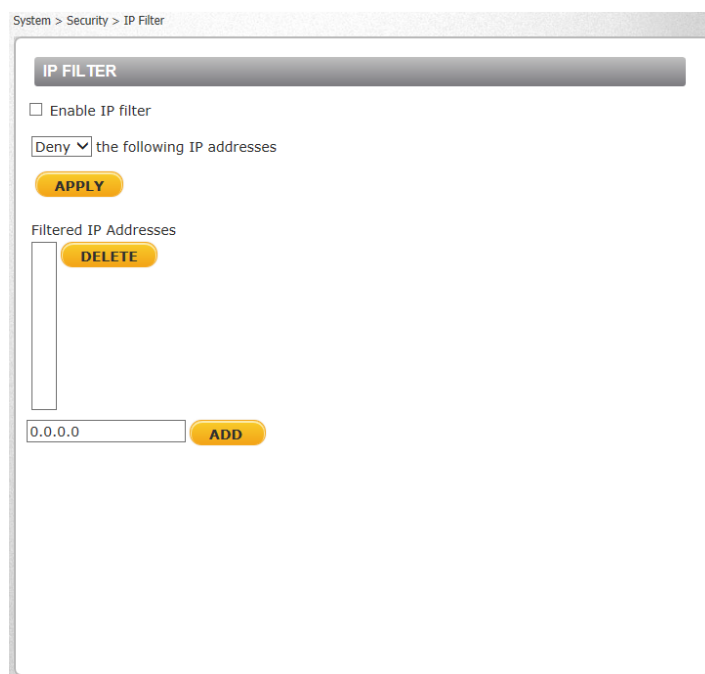 System > Security > IP Filter
IP FILTER
Enable IP filter
Deny the following IP addresses
APPLY
Filtered IP Addresses
DELETE
0.0.0.0 ADD